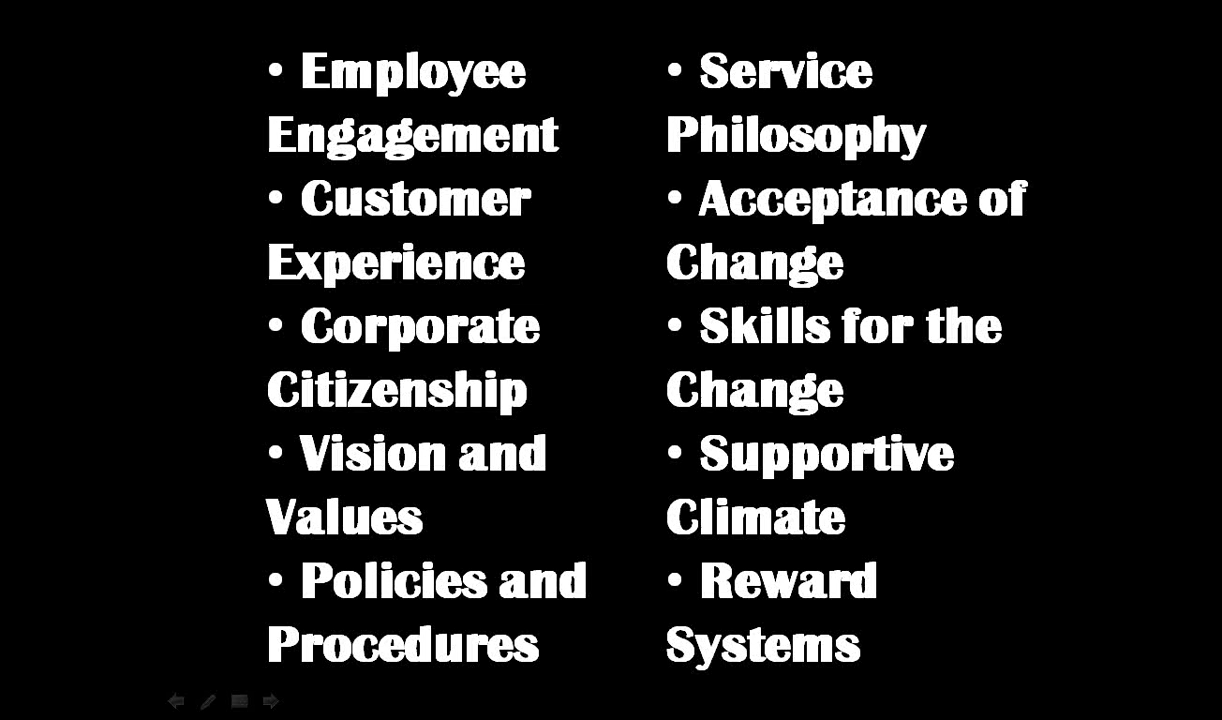 • Employee
Engagement
• Customer
Experience
• Corporate
Citizenship
• Vision and
Values
• Policies and
Procedures
• Service
Philosophy
• Acceptance of
Change
• Skills for the
Change
• Supportive
Climate
• Reward
Systems